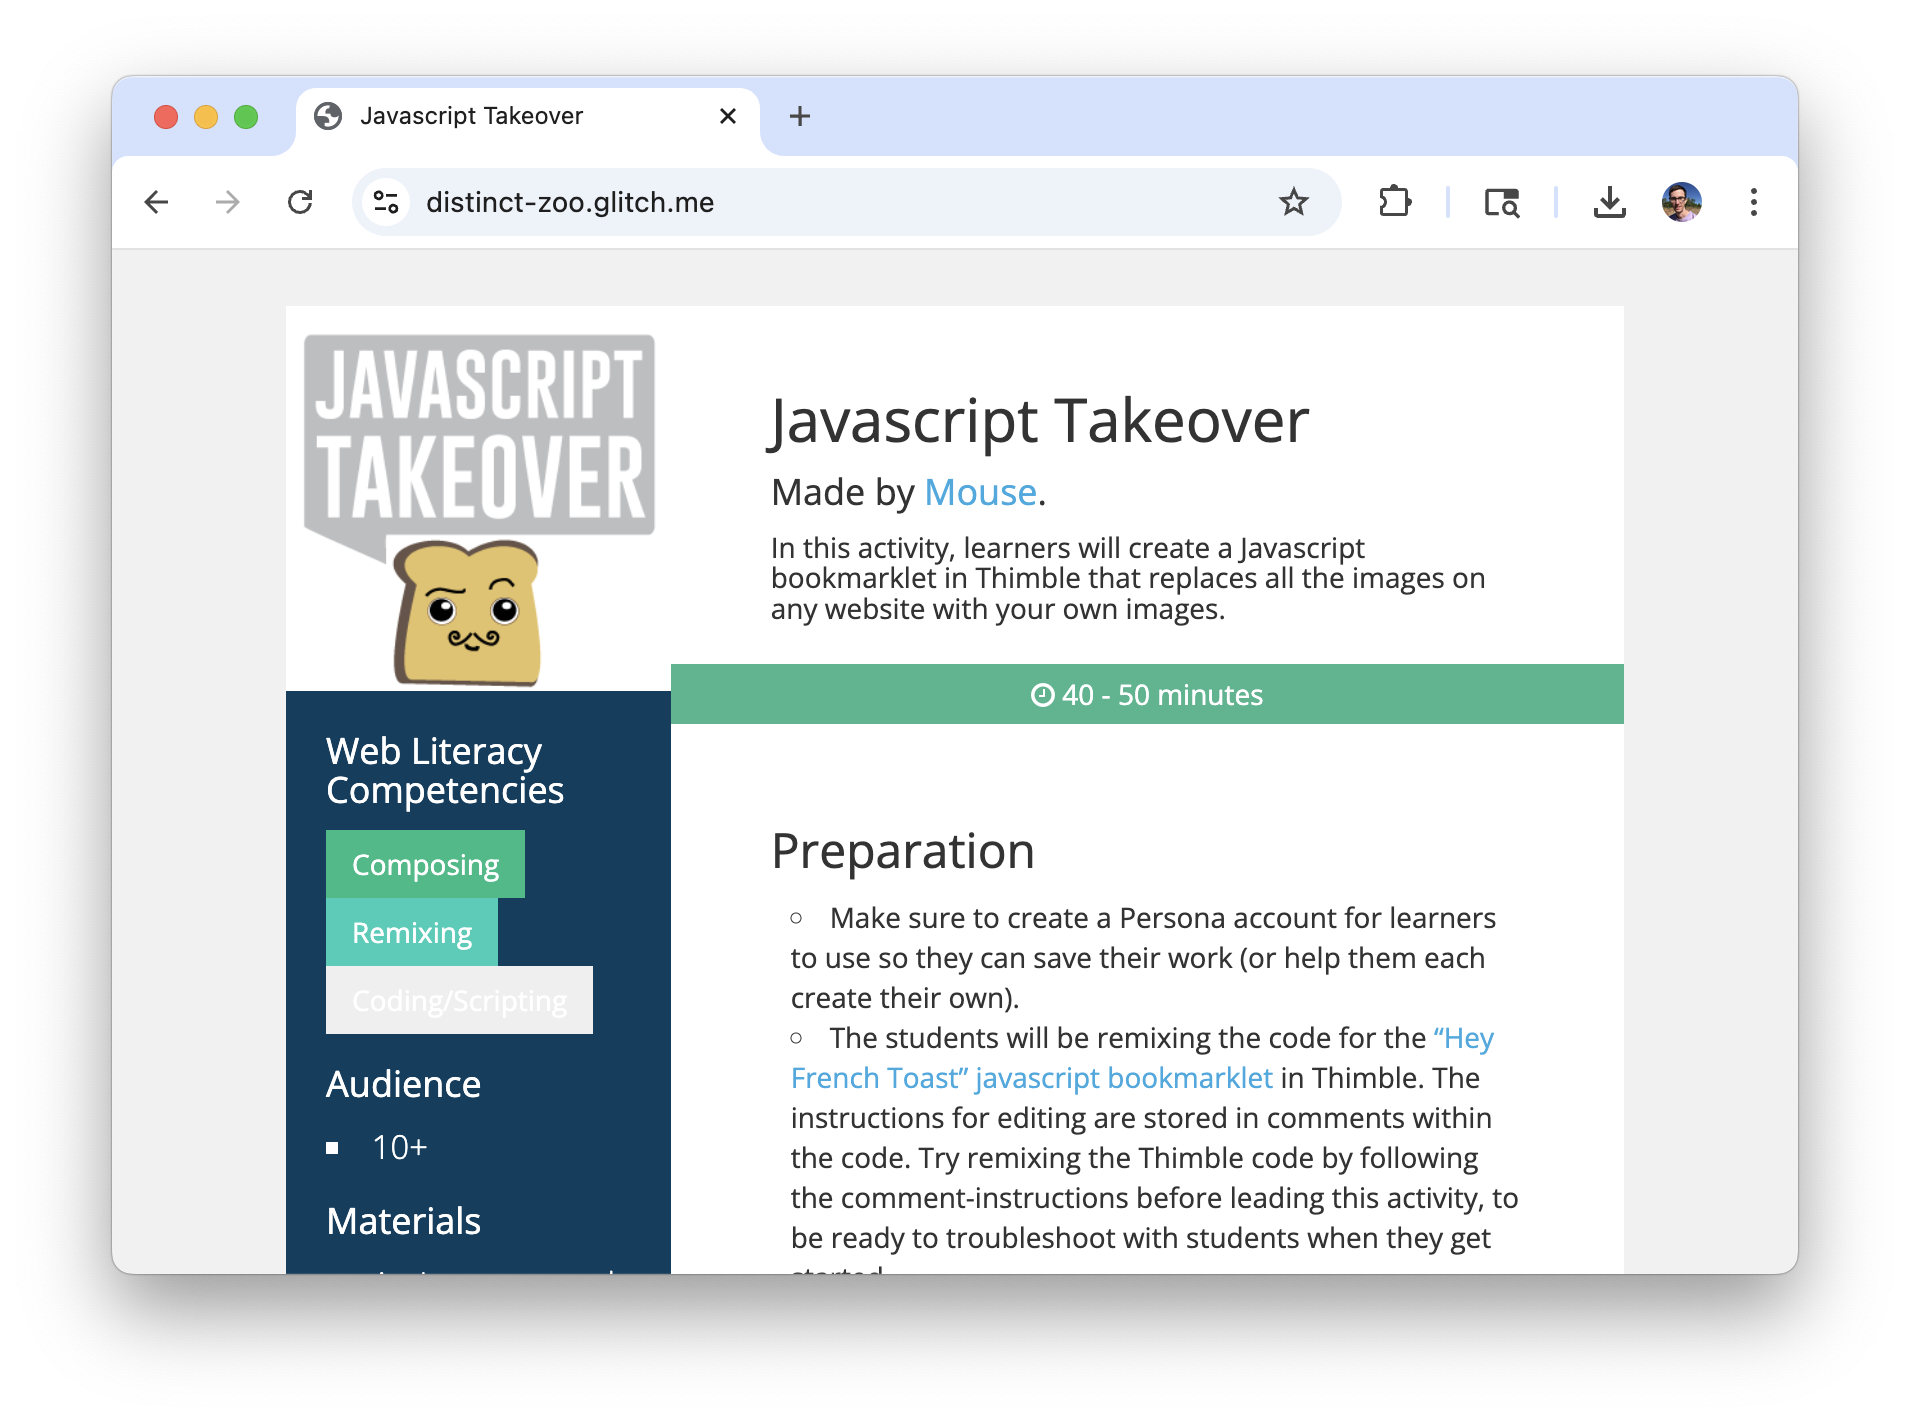 Javascript Takeover
distinct-zoo.glitch.me
JAVASCRIPT
TAKEOVER
Javascript Takeover
Made by Mouse.
In this activity, learners will create a Javascript
bookmarklet in Thimble that replaces all the images on
any website with your own images.
40 - 50 minutes
Web Literacy
Competencies
Composing
Remixing
Coding/Scripting
Audience
10+
Materials
Preparation
Make sure to create a Persona account for learners
to use so they can save their work (or help them each
create their own).
The students will be remixing the code for the “Hey
French Toast” javascript bookmarklet in Thimble. The
instructions for editing are stored in comments within
the code. Try remixing the Thimble code by following
the comment-instructions before leading this activity, to
be ready to troubleshoot with students when they get